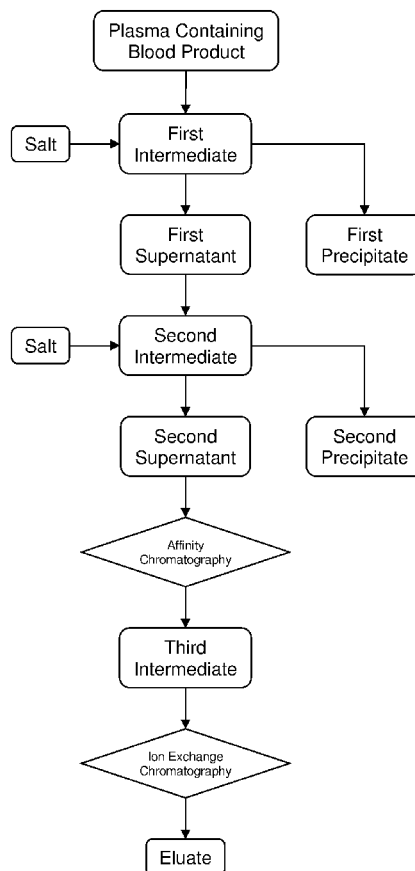 Plasma Containing
Blood Product
Salt
First
Intermediate
First
Supernatant
First
Precipitate
Salt
Second
Intermediate
Second
Supernatant
Second
Precipitate
Affinity
Chromatography
Third
Intermediate
Ion Exchange
Chromatography
Eluate